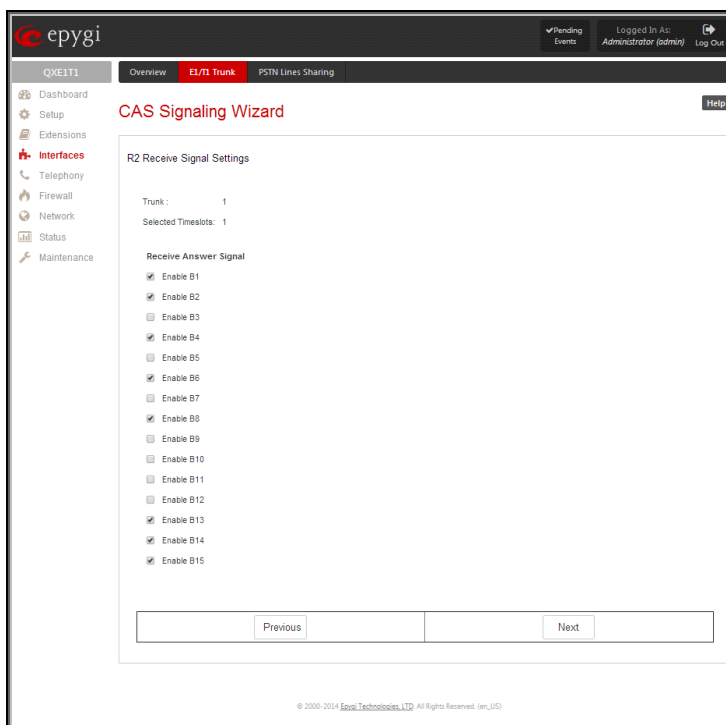 epygi
✔Pending Events
Logged In As:
Administrator (admin)
Log Out
QXE1T1
Overview
E1/T1 Trunk
PSTN Lines Sharing
Dashboard
Setup
Extensions
Interfaces
Telephony
Firewall
Network
Status
Maintenance
CAS Signaling Wizard
Help
R2 Receive Signal Settings
Trunk : 1
Selected Timeslots: 1
Receive Answer Signal
Enable B1
Enable B2
Enable B3
Enable B4
Enable B5
Enable B6
Enable B7
Enable B8
Enable B9
Enable B10
Enable B11
Enable B12
Enable B13
Enable B14
Enable B15
Previous
Next
© 2000-2014 Epygi Technologies, LTD. All Rights Reserved. (en_US)